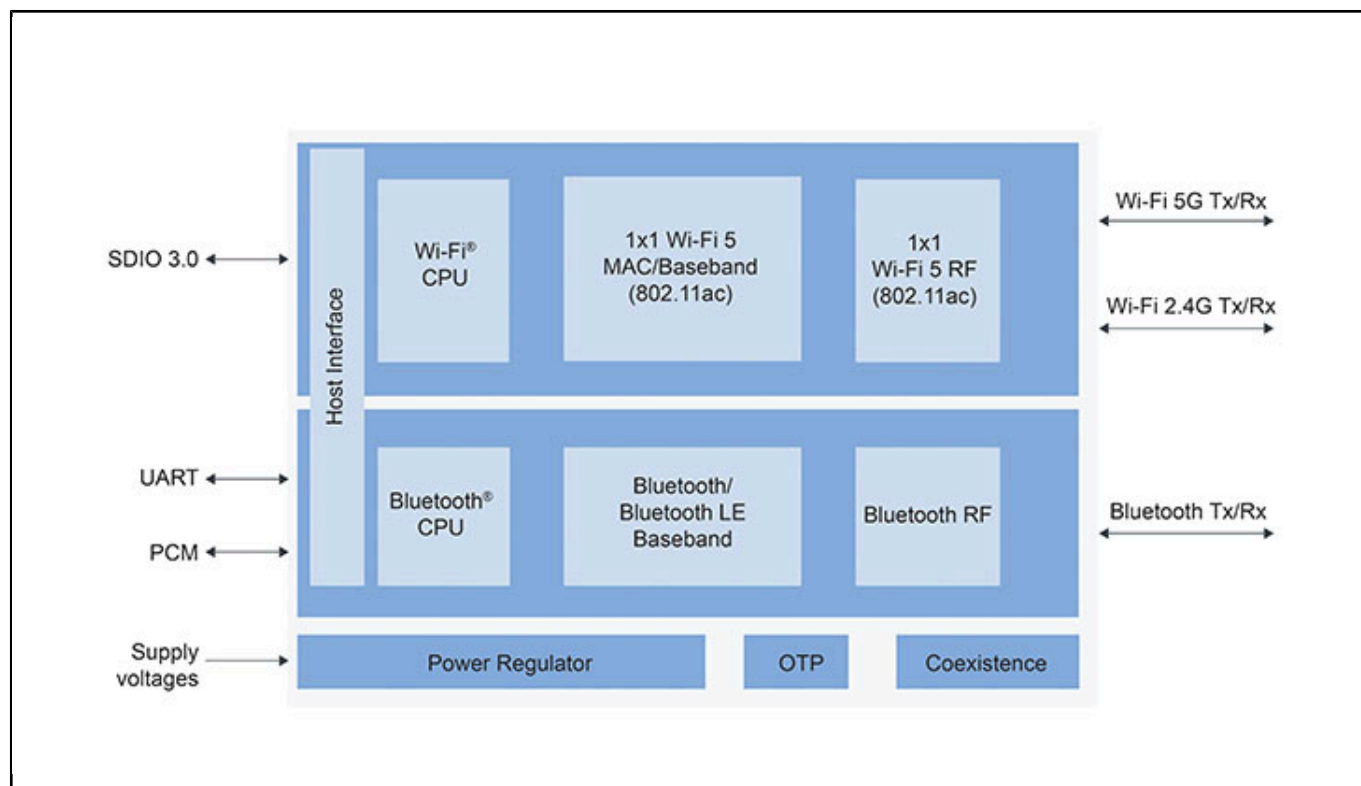 SDIO 3.0
UART
PCM
Supply
voltages
Host Interface
Wi-Fi®
CPU
1x1 Wi-Fi 5
MAC/Baseband
(802.11ac)
1x1
Wi-Fi 5 RF
(802.11ac)
Wi-Fi 5G Tx/Rx
Wi-Fi 2.4G Tx/Rx
Bluetooth®
CPU
Bluetooth/
Bluetooth LE
Baseband
Bluetooth RF
Bluetooth Tx/Rx
Power Regulator
OTP
Coexistence